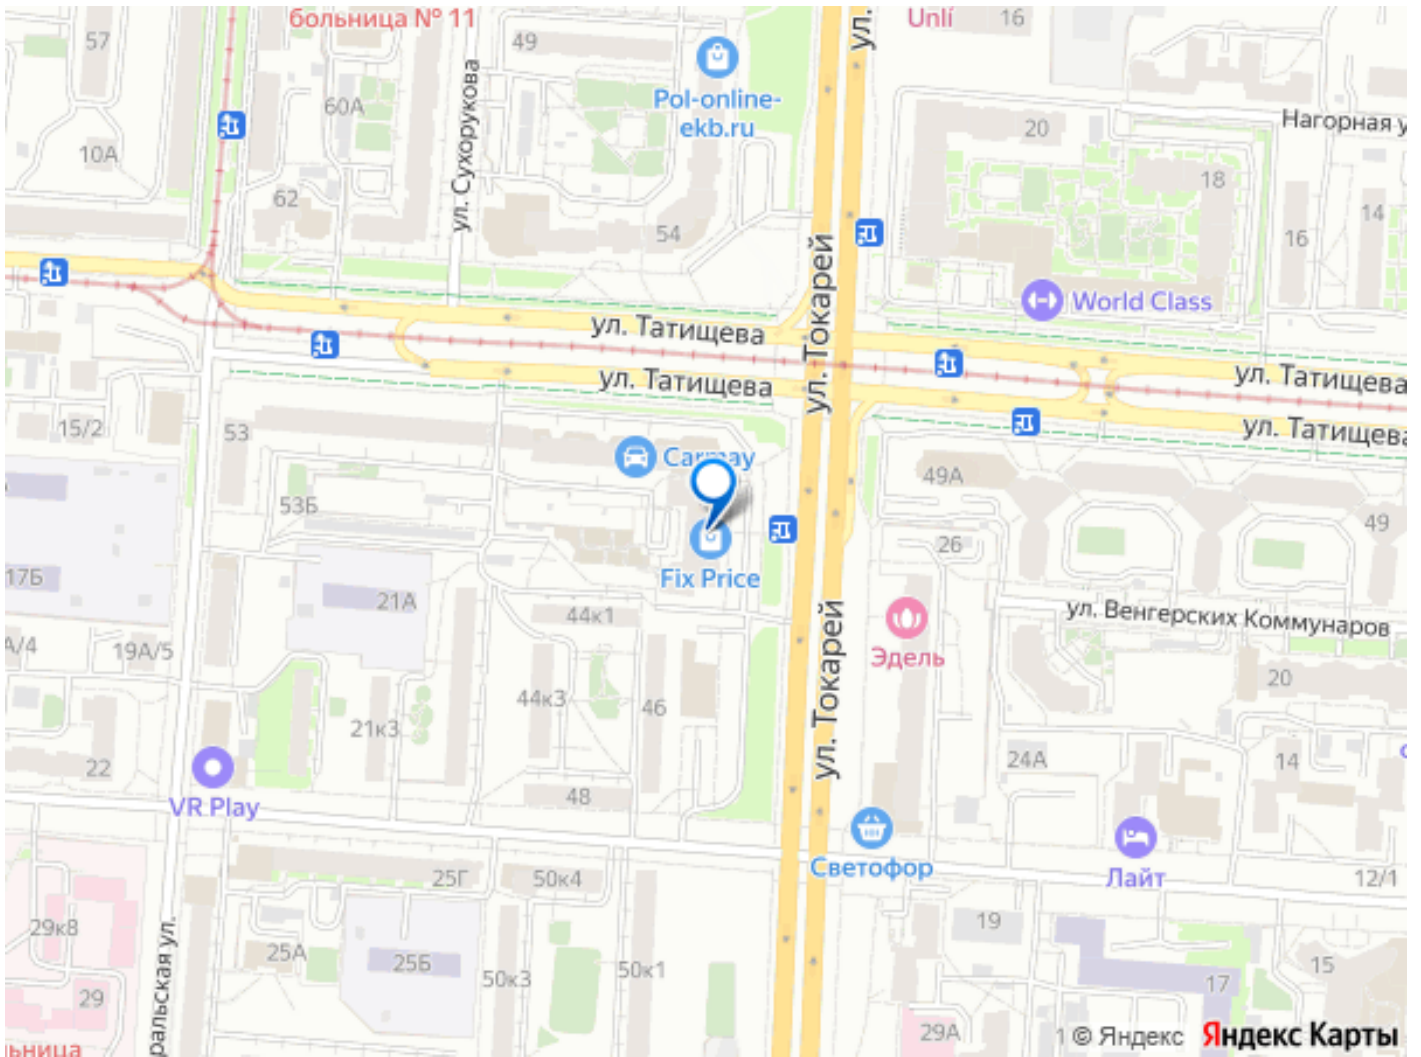 больница № 11
Unlí
16
ул.
57
49
ул. Сухорукова
60А
Pol-online-
ekb.ru
20
Нагорная у
10А
62
18
14
54
16
World Class
ул. Татищева
ул. Токарей
ул. Татищева
ул. Татищева
ул. Татищева
15/2
53
Carmay
49А
53Б
49
26
17Б
Fix Price
21А
44к1
ул. Венгерских Коммунаров
А/4
19А/5
Эдель
20
44к3
46
21к3
ул. Токарей
24А
14
22
VR Play
48
Светофор
Лайт
12/1
25Г
50к4
29к8
19
25А
25Б
50к3
50к1
15
17
29
ральская ул.
29А
ьница
1
© Яндекс
Яндекс Карты